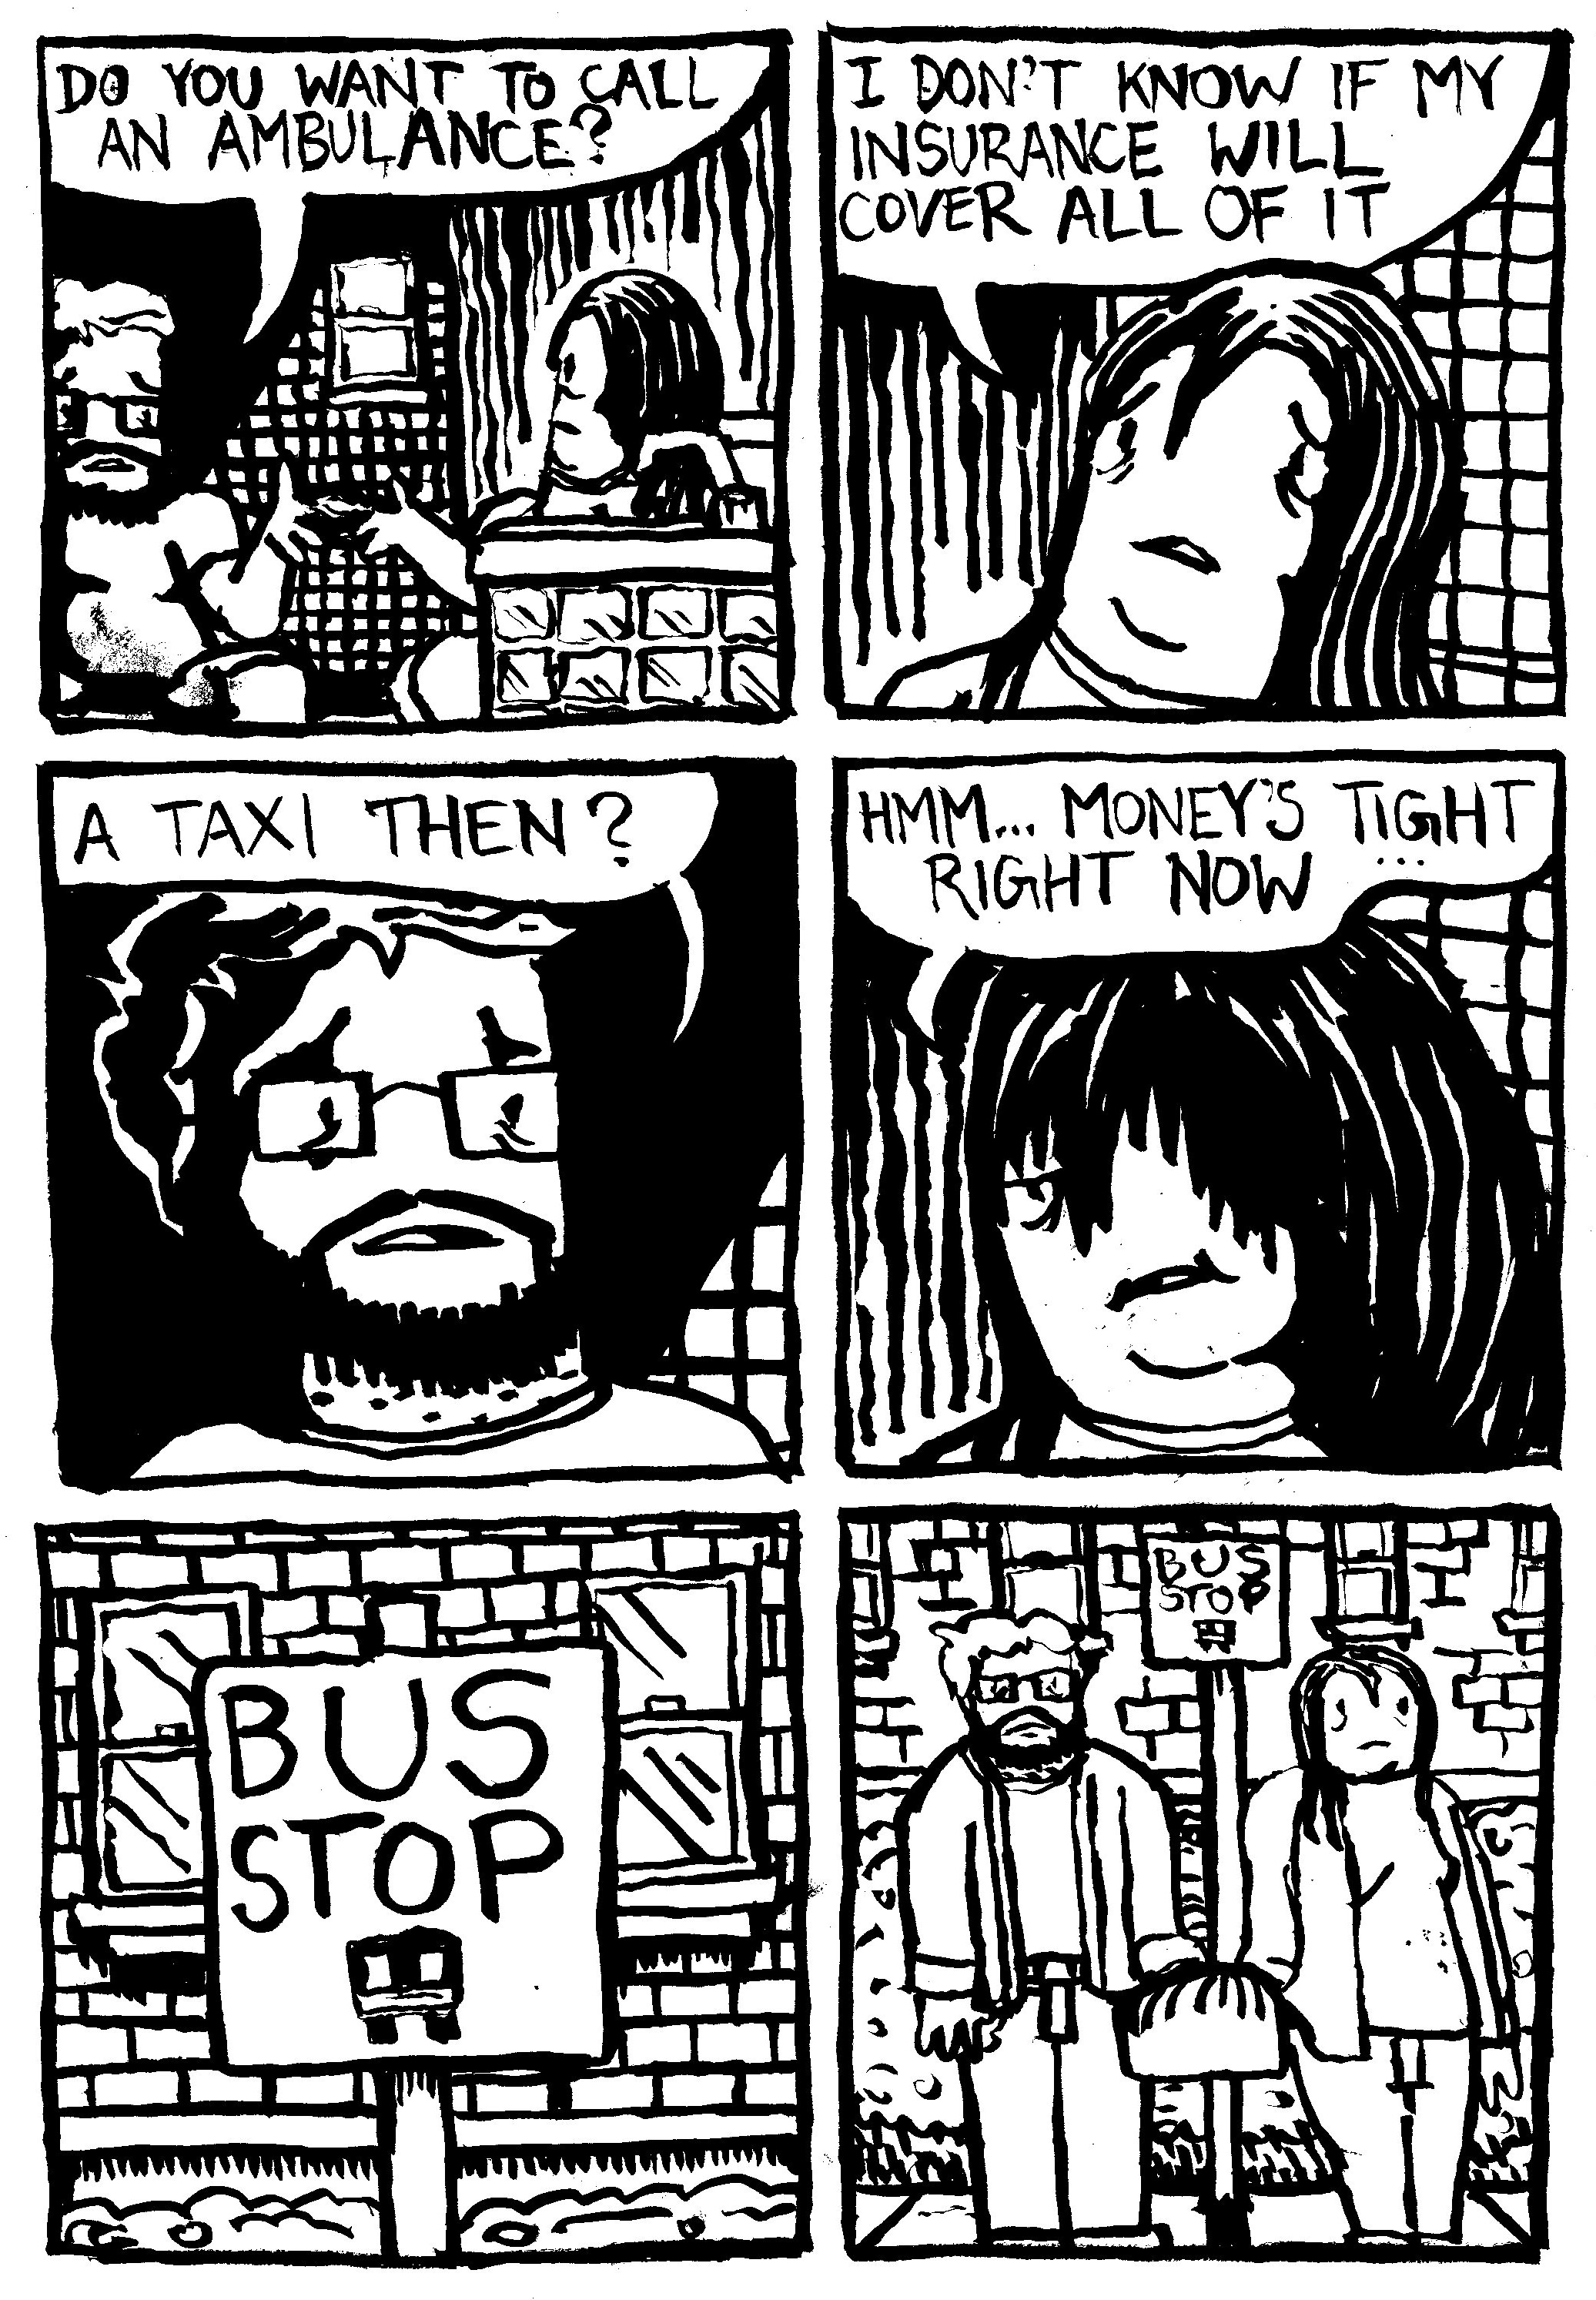 DO YOU WANT TO CALL
AN AMBULANCE?
I DON'T KNOW IF MY
INSURANCE WILL
COVER ALL OF IT
A TAXI THEN?
HMM... MONEY'S TIGHT
RIGHT NOW ...
BUS
STOP
BUS
STOP